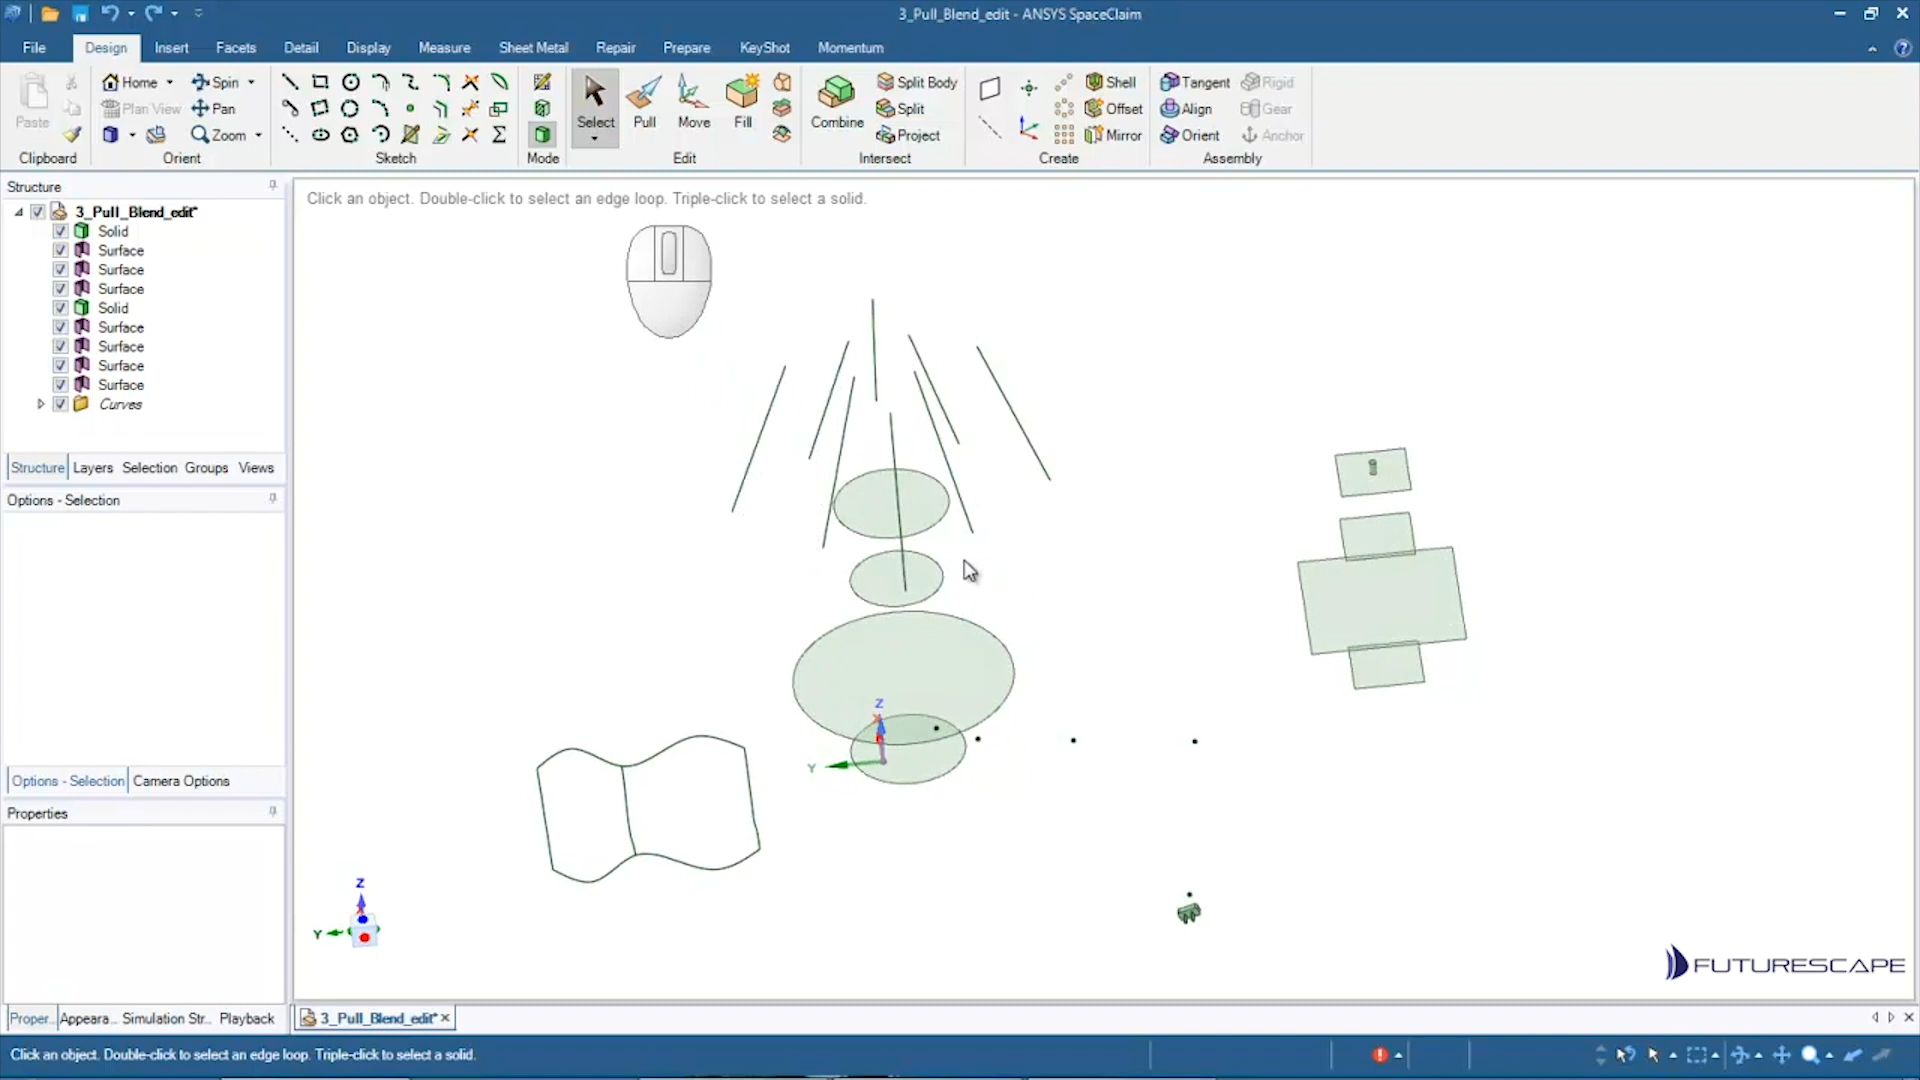 3_Pull_Blend_edit - ANSYS SpaceClaim
File Design Insert Facets Detail Display Measure Sheet Metal Repair Prepare KeyShot Momentum
Paste
Clipboard
Home Spin
Plan View Pan
Zoom
Orient
Sketch
Mode
Select Pull Move Fill
Edit
Combine
Split Body
Split
Project
Intersect
Shell
Offset
Mirror
Create
Tangent Rigid
Align Gear
Orient Anchor
Assembly
Structure
3_Pull_Blend_edit*
Solid
Surface
Surface
Surface
Solid
Surface
Surface
Surface
Surface
Curves
Structure Layers Selection Groups Views
Options - Selection
Options - Selection Camera Options
Properties
Proper... Appeara... Simulation Str... Playback
Click an object. Double-click to select an edge loop. Triple-click to select a solid.
Z
X
Y
Z
X
Y
FUTURESCAPE
3_Pull_Blend_edit*
Click an object. Double-click to select an edge loop. Triple-click to select a solid.